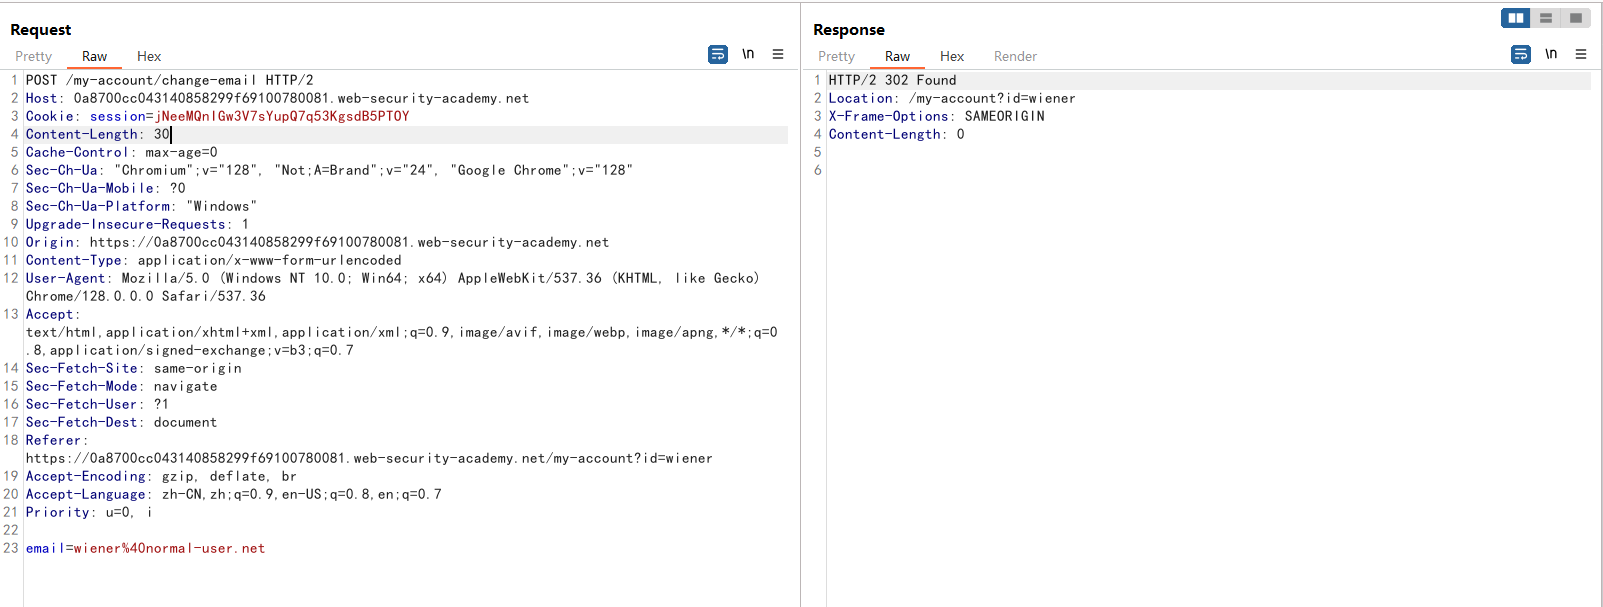 Request
Pretty Raw Hex \n
1 POST /my-account/change-email HTTP/2
2 Host: 0a8700cc043140858299f69100780081.web-security-academy.net
3 Cookie: session=jNeeMQnlGw3V7sYupQ7q53KgsdB5PTOY
4 Content-Length: 30
5 Cache-Control: max-age=0
6 Sec-Ch-Ua: "Chromium";v="128", "Not;A=Brand";v="24", "Google Chrome";v="128"
7 Sec-Ch-Ua-Mobile: ?0
8 Sec-Ch-Ua-Platform: "Windows"
9 Upgrade-Insecure-Requests: 1
10 Origin: https://0a8700cc043140858299f69100780081.web-security-academy.net
11 Content-Type: application/x-www-form-urlencoded
12 User-Agent: Mozilla/5.0 (Windows NT 10.0; Win64; x64) AppleWebKit/537.36 (KHTML, like Gecko)
Chrome/128.0.0.0 Safari/537.36
13 Accept:
text/html,application/xhtml+xml,application/xml;q=0.9,image/avif,image/webp,image/apng,*/*;q=0
.8,application/signed-exchange;v=b3;q=0.7
14 Sec-Fetch-Site: same-origin
15 Sec-Fetch-Mode: navigate
16 Sec-Fetch-User: ?1
17 Sec-Fetch-Dest: document
18 Referer:
https://0a8700cc043140858299f69100780081.web-security-academy.net/my-account?id=wiener
19 Accept-Encoding: gzip, deflate, br
20 Accept-Language: zh-CN,zh;q=0.9,en-US;q=0.8,en;q=0.7
21 Priority: u=0, i
22
23 email=wiener%40normal-user.net
Response
Pretty Raw Hex Render \n
1 HTTP/2 302 Found
2 Location: /my-account?id=wiener
3 X-Frame-Options: SAMEORIGIN
4 Content-Length: 0
5
6